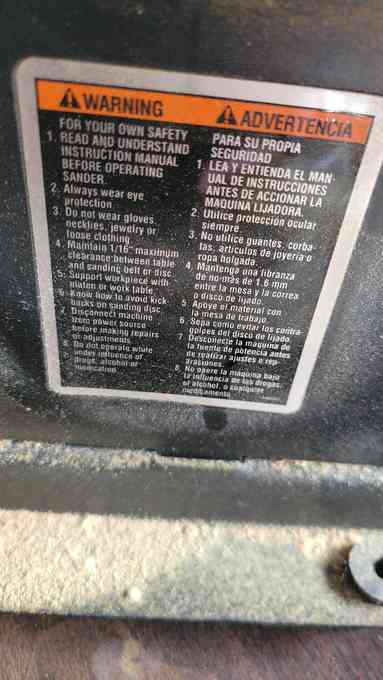 WARNING
FOR YOUR OWN SAFETY
1. READ AND UNDERSTAND
INSTRUCTION MANUAL
BEFORE OPERATING
SANDER.
2. Always wear eye
protection
3. Do not wear gloves,
neckties, jewelry or
loose clothing
4. Maintain 1/16" maximum
clearance between table
and sanding belt or disc.
5. Support workpiece with
platen or work table
6. Know how to avoid kick-
backs on sanding disc
7. Disconnect machine
from power source
before making repairs
or adjustments.
8. Do not operate while
under influence of
drugs, alcohol or
medication
ADVERTENCIA
PARA SU PROPIA
SEGURIDAD
1. LEA Y ENTIENDA EL MAN-
UAL DE INSTRUCCIONES
ANTES DE ACCIONAR LA
MAQUINA LIJADORA.
2. Utilice protección ocular
siempre.
3. No utilice guantes, corba-
tas, artículos de joyería o
ropa holgada.
4. Mantenga una libranza
de no más de 1.6 mm
entre la mesa y la correa
o disco de lijado.
5. Apoye el material con
la mesa de trabajo.
6. Sepa como evitar los contra-
golpes del disco de lijado.
7. Desconecte la maquina de
la fuente de potencia antes
de realizar ajustes o rep-
araciones.
8. No opere la maquina bajo
la influencia de las drogas,
el alcohol, o cualquier
medicamento